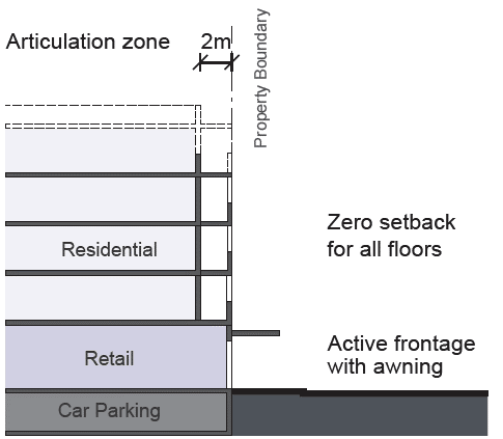 Articulation zone
2m
Property Boundary
Zero setback
for all floors
Residential
Active frontage
with awning
Retail
Car Parking